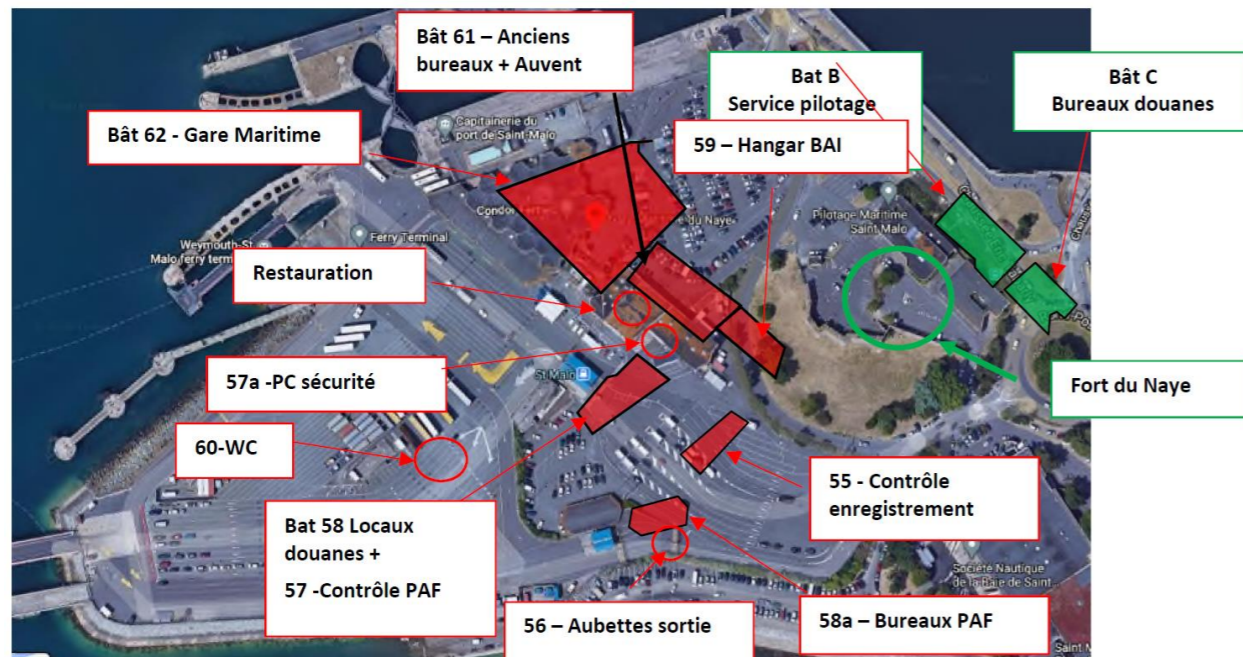 Bât 61 – Anciens
bureaux + Auvent
Bat B
Service pilotage
Bât C
Bureaux douanes
Bât 62 - Gare Maritime
59 – Hangar BAI
Capitainerie du
port de Saint-Malo
Condor
du Naye
Pilotage Maritime
Saint Malo
Ferry Terminal
Weymouth-St
Malo ferry
Restauration
57a -PC sécurité
St Malo
Fort du Naye
60-WC
55 - Contrôle
enregistrement
Bat 58 Locaux
douanes +
57 -Contrôle PAF
Société Nautique
de la Baie de Saint...
56 – Aubettes sortie
58a – Bureaux PAF
Saint M